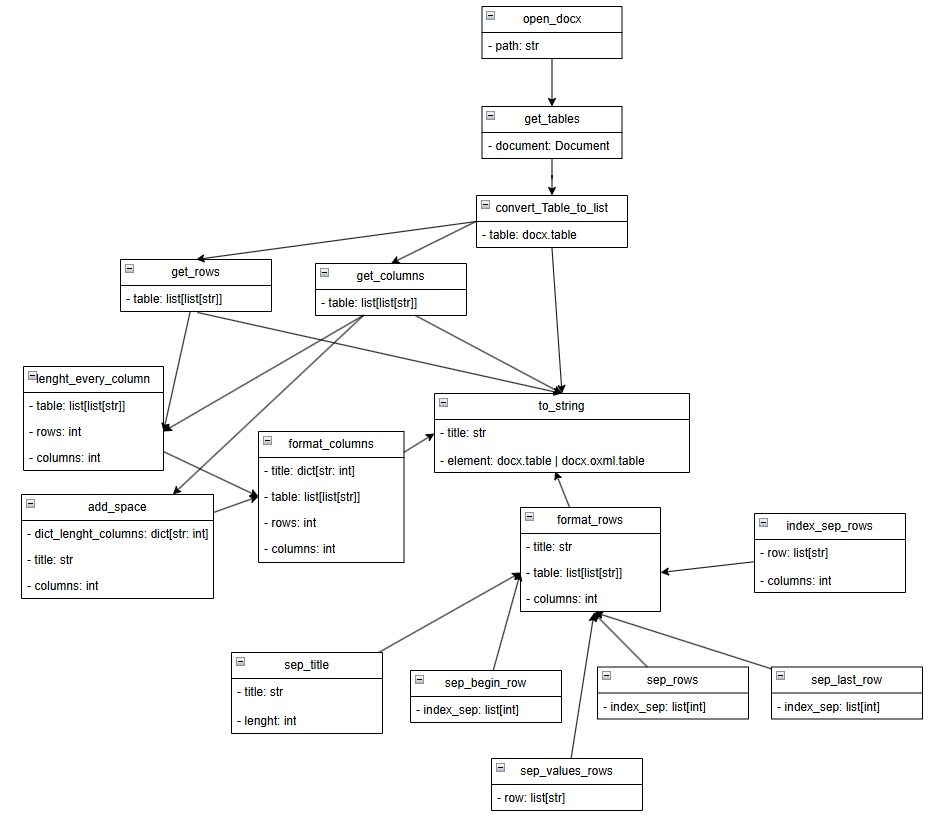 open_docx
- path: str
get_tables
- document: Document
convert_Table_to_list
- table: docx.table
get_rows
- table: list[list[str]]
get_columns
- table: list[list[str]]
lenght_every_column
- table: list[list[str]]
- rows: int
- columns: int
to_string
- title: str
- element: docx.table | docx.oxml.table
format_columns
- title: dict[str: int]
- table: list[list[str]]
- rows: int
- columns: int
add_space
- dict_lenght_columns: dict[str: int]
- title: str
- columns: int
format_rows
- title: str
- table: list[list[str]]
- columns: int
index_sep_rows
- row: list[str]
- columns: int
sep_title
- title: str
- lenght: int
sep_begin_row
- index_sep: list[int]
sep_rows
- index_sep: list[int]
sep_last_row
- index_sep: list[int]
sep_values_rows
- row: list[str]